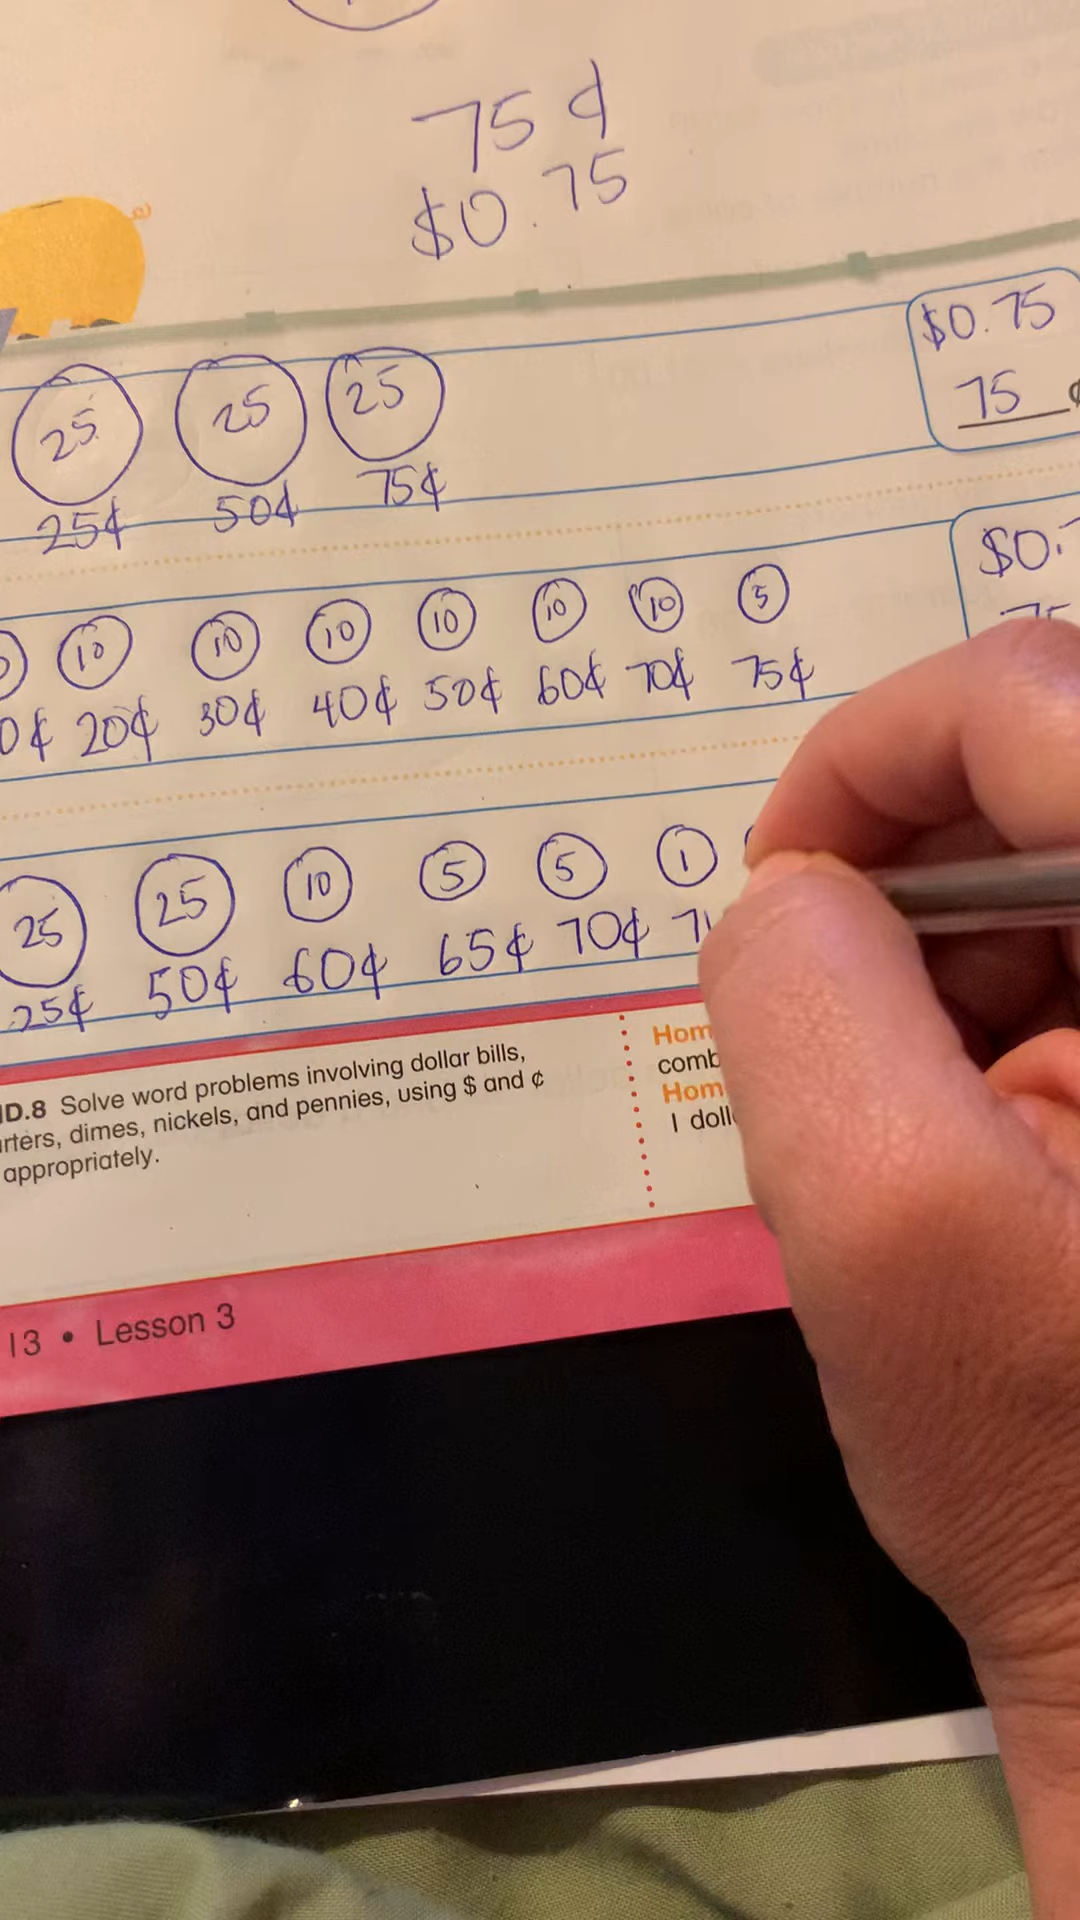 75 ¢
$0.75
$0.75
75 ¢
25 25 25
25¢ 50¢ 75¢
$0.
10 10 10 10 10 10 5
0¢ 20¢ 30¢ 40¢ 50¢ 60¢ 70¢ 75¢
25 25 10 5 5 1
25¢ 50¢ 60¢ 65¢ 70¢ 71
D.8 Solve word problems involving dollar bills,
rters, dimes, nickels, and pennies, using $ and ¢
appropriately.
Hom
comb
Hom
1 doll
13 • Lesson 3